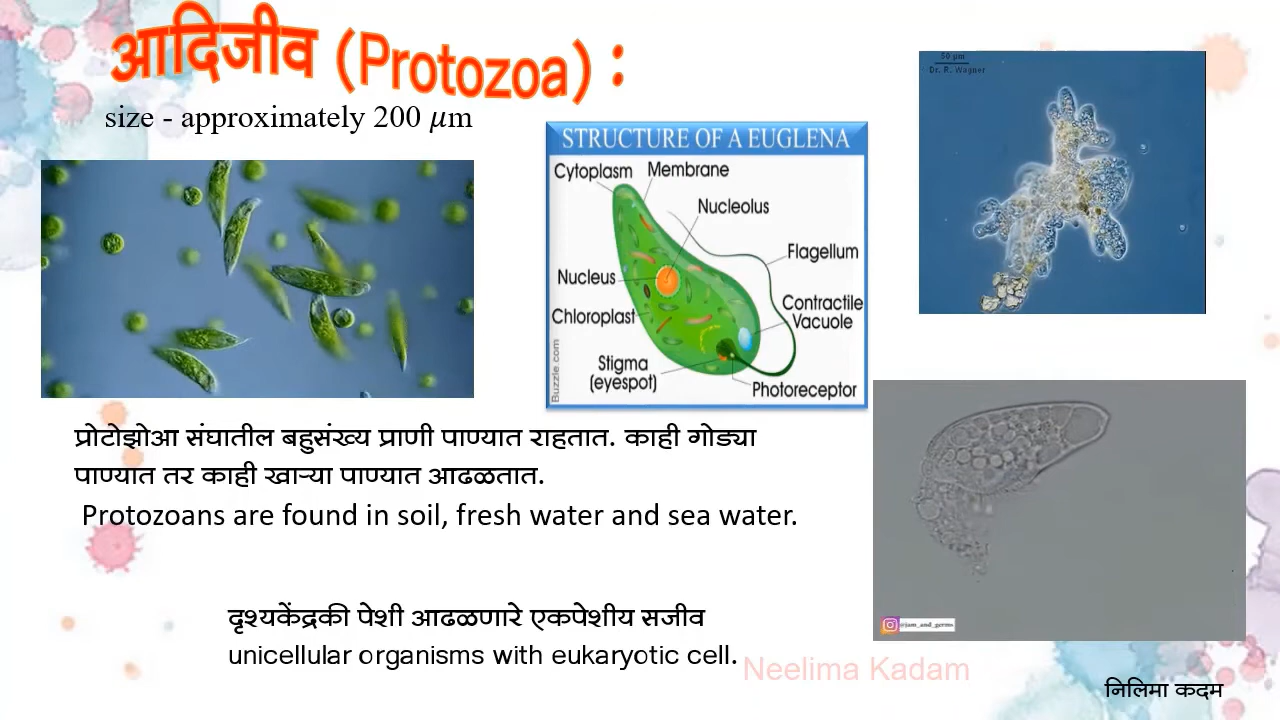 आदिजीव (Protozoa) :
size - approximately 200 𝜇m
50 µm
Dr. R. Wagner
STRUCTURE OF A EUGLENA
Cytoplasm
Membrane
Nucleolus
Flagellum
Nucleus
Contractile
Vacuole
Chloroplast
Stigma
(eyespot)
Photoreceptor
Buzzle.com
प्रोटोझोआ संघातील बहुसंख्य प्राणी पाण्यात राहतात. काही गोड्या
पाण्यात तर काही खाऱ्या पाण्यात आढळतात.
Protozoans are found in soil, fresh water and sea water.
दृश्यकेंद्रकी पेशी आढळणारे एकपेशीय सजीव
unicellular organisms with eukaryotic cell.
@jam_and_germs
Neelima Kadam
निलिमा कदम